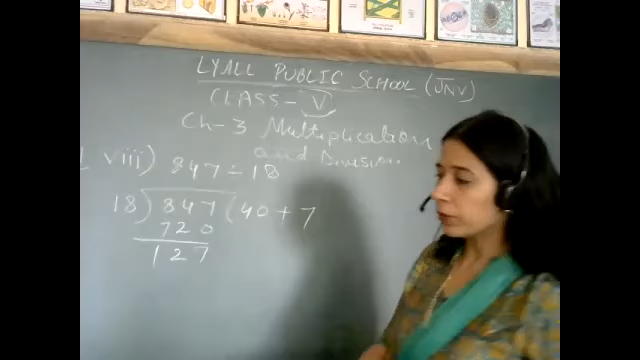 LYALL PUBLIC SCHOOL (JNV)
CLASS - V
Ch-3 Multiplication
and Division
viii) 847 ÷ 18
18) 847 (40 + 7
720
127